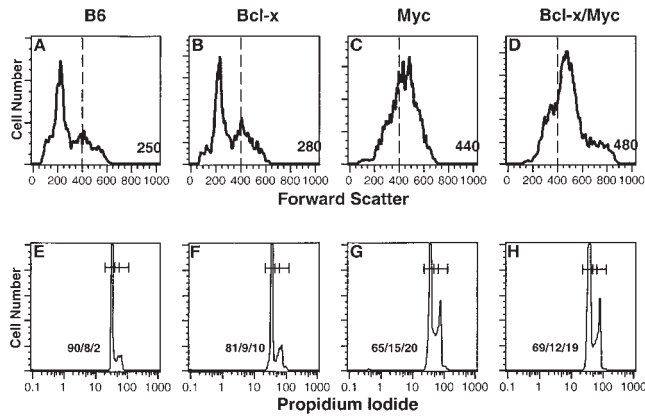 B6 Bcl-x Myc Bcl-x/Myc
A B C D
Cell Number
250 280 440 480
0 200 400 600 800 1000 0 200 400 600 800 1000 0 200 400 600 800 1000 0 200 400 600 800 1000
Forward Scatter
E F G H
Cell Number
90/8/2 81/9/10 65/15/20 69/12/19
0.1 1 10 100 1000 0.1 1 10 100 1000 0.1 1 10 100 1000 0.1 1 10 100 1000
Propidium Iodide